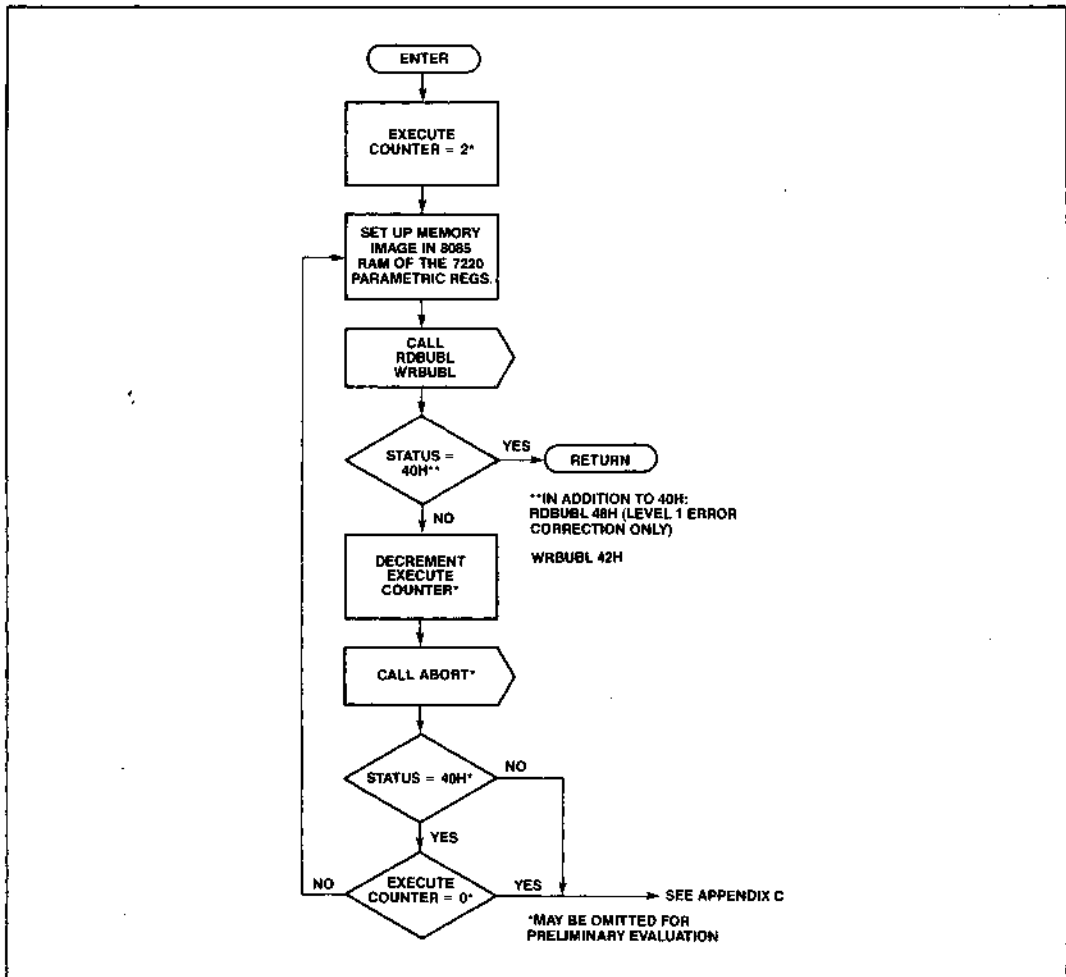 ENTER
EXECUTE
COUNTER = 2*
SET UP MEMORY
IMAGE IN 8085
RAM OF THE 7220
PARAMETRIC REGS.
CALL
RDBUBL
WRBUBL
STATUS =
40H**
YES
RETURN
**IN ADDITION TO 40H:
RDBUBL 48H (LEVEL 1 ERROR
CORRECTION ONLY)
WRBUBL 42H
NO
DECREMENT
EXECUTE
COUNTER*
CALL ABORT*
STATUS = 40H*
NO
YES
EXECUTE
COUNTER = 0*
NO
YES
SEE APPENDIX C
*MAY BE OMITTED FOR
PRELIMINARY EVALUATION